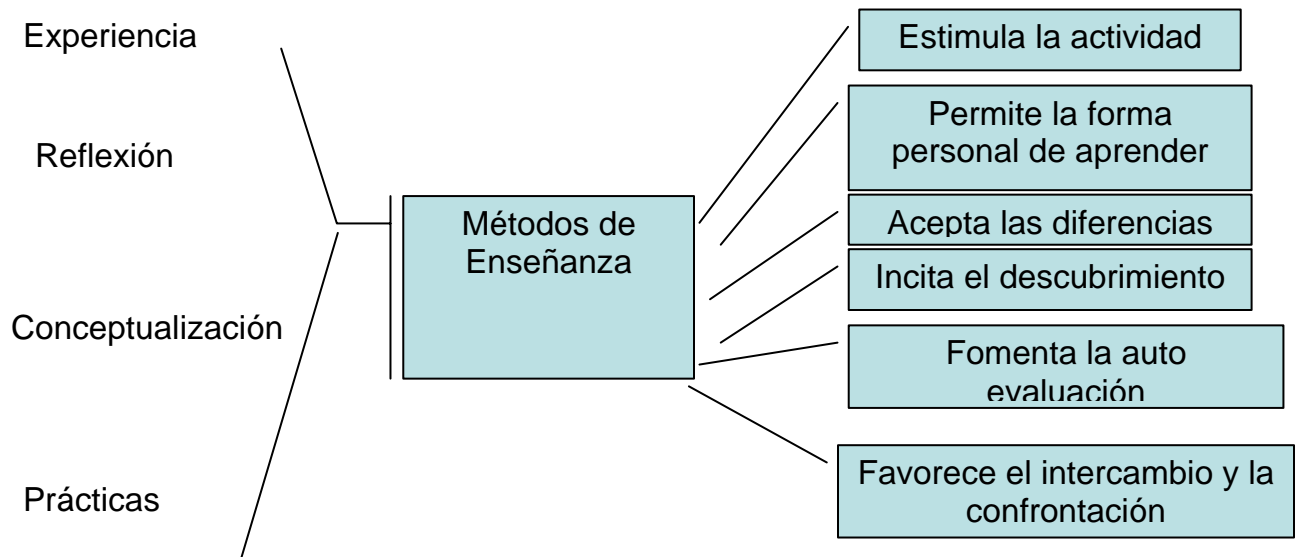 Experiencia
Reflexión
Conceptualización
Prácticas
Métodos de
Enseñanza
Estimula la actividad
Permite la forma
personal de aprender
Acepta las diferencias
Incita el descubrimiento
Fomenta la auto
evaluación
Favorece el intercambio y la
confrontación